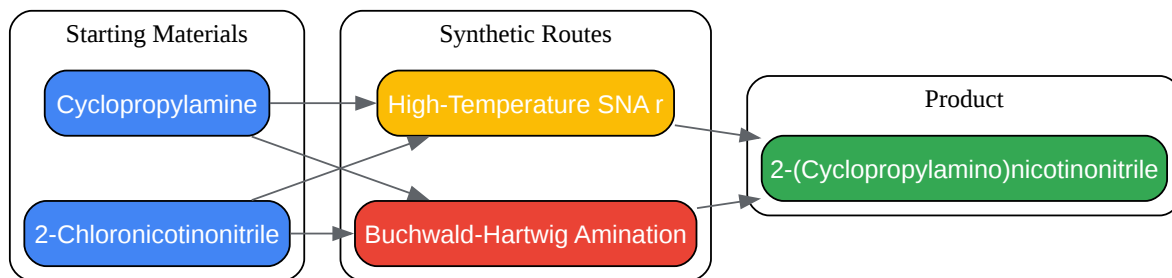 Starting Materials
Cyclopropylamine
2-Chloronicotinonitrile
Synthetic Routes
High-Temperature SNA r
Buchwald-Hartwig Amination
Product
2-(Cyclopropylamino)nicotinonitrile